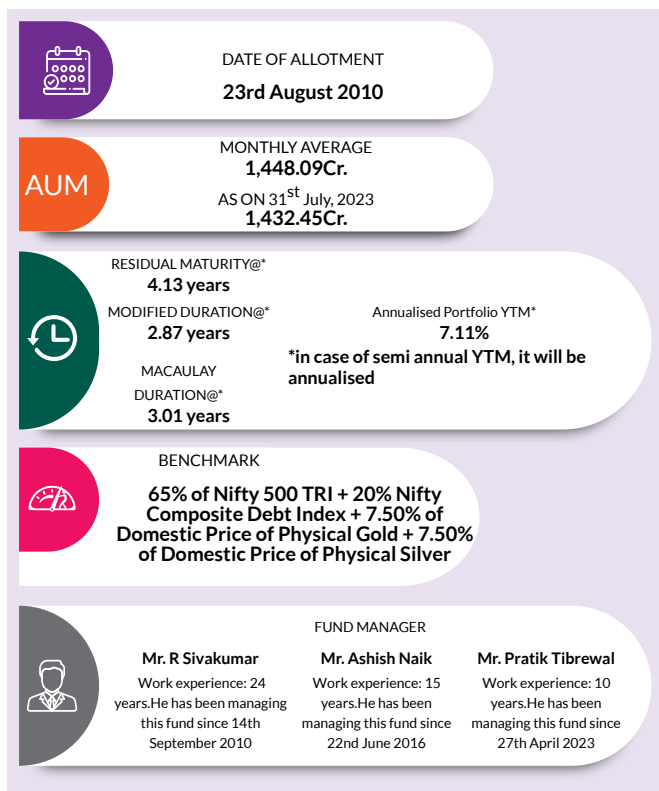 DATE OF ALLOTMENT
23rd August 2010
AUM
MONTHLY AVERAGE
1,448.09Cr.
AS ON 31st July, 2023
1,432.45Cr.
RESIDUAL MATURITY@*
4.13 years
MODIFIED DURATION@*
2.87 years
MACAULAY
DURATION@*
3.01 years
Annualised Portfolio YTM*
7.11%
*in case of semi annual YTM, it will be
annualised
BENCHMARK
65% of Nifty 500 TRI + 20% Nifty
Composite Debt Index + 7.50% of
Domestic Price of Physical Gold + 7.50%
of Domestic Price of Physical Silver
FUND MANAGER
Mr. R Sivakumar
Work experience: 24
years.He has been managing
this fund since 14th
September 2010
Mr. Ashish Naik
Work experience: 15
years.He has been
managing this fund since
22nd June 2016
Mr. Pratik Tibrewal
Work experience: 10
years.He has been
managing this fund since
27th April 2023